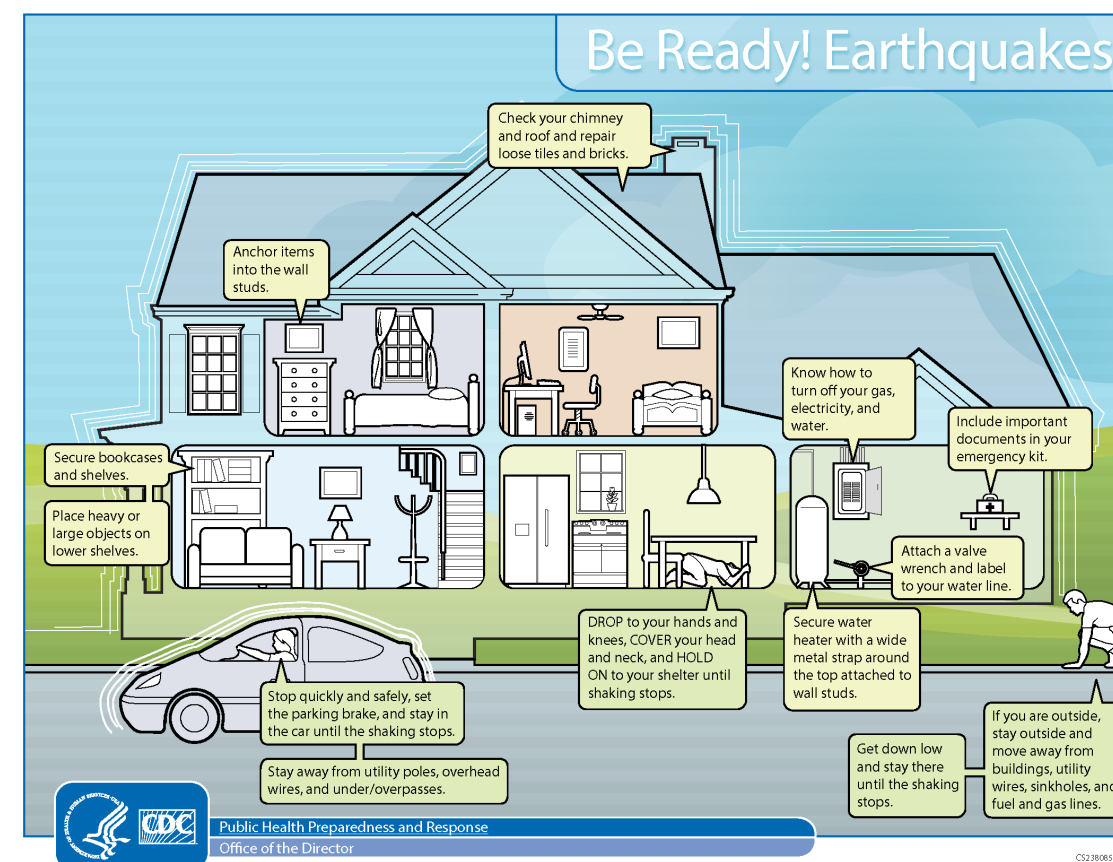 Be Ready! Earthquakes
Check your chimney
and roof and repair
loose tiles and bricks.
Anchor items
into the wall
studs.
Know how to
turn off your gas,
electricity, and
water.
Include important
documents in your
emergency kit.
Secure bookcases
and shelves.
Place heavy or
large objects on
lower shelves.
Attach a valve
wrench and label
to your water line.
DROP to your hands and
knees, COVER your head
and neck, and HOLD
ON to your shelter until
shaking stops.
Secure water
heater with a wide
metal strap around
the top attached to
wall studs.
Stop quickly and safely, set
the parking brake, and stay in
the car until the shaking stops.
Stay away from utility poles, overhead
wires, and under/overpasses.
Get down low
and stay there
until the shaking
stops.
If you are outside,
stay outside and
move away from
buildings, utility
wires, sinkholes, and
fuel and gas lines.
CDC
Public Health Preparedness and Response
Office of the Director
CS238085